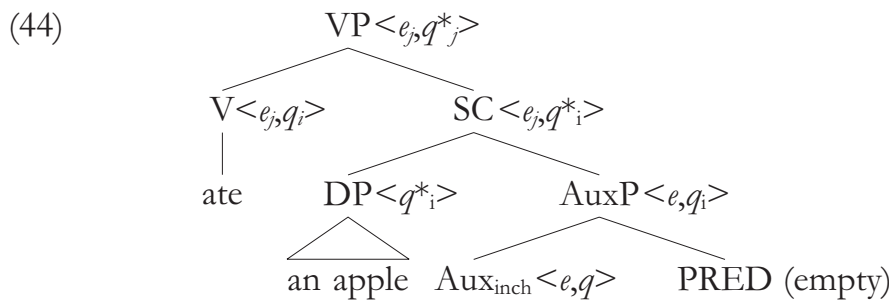 (44) VP<eⱼ,q*ⱼ>
V<eⱼ,qᵢ> SC<eⱼ,q*ᵢ>
ate DP<q*ᵢ> AuxP<e,qᵢ>
an apple Auxinch<e,q> PRED (empty)